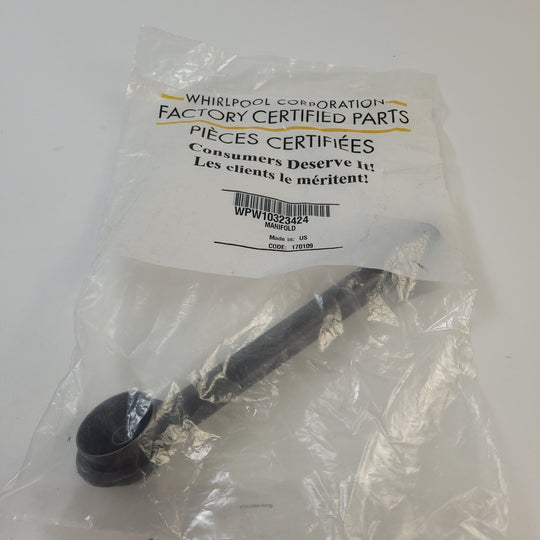 WHIRLPOOL CORPORATION
FACTORY CERTIFIED PARTS
PIÈCES CERTIFIÉES
Consumers Deserve It!
Les clients le méritent!
WPW10323424
MANIFOLD
Made in: US
CODE: 170109